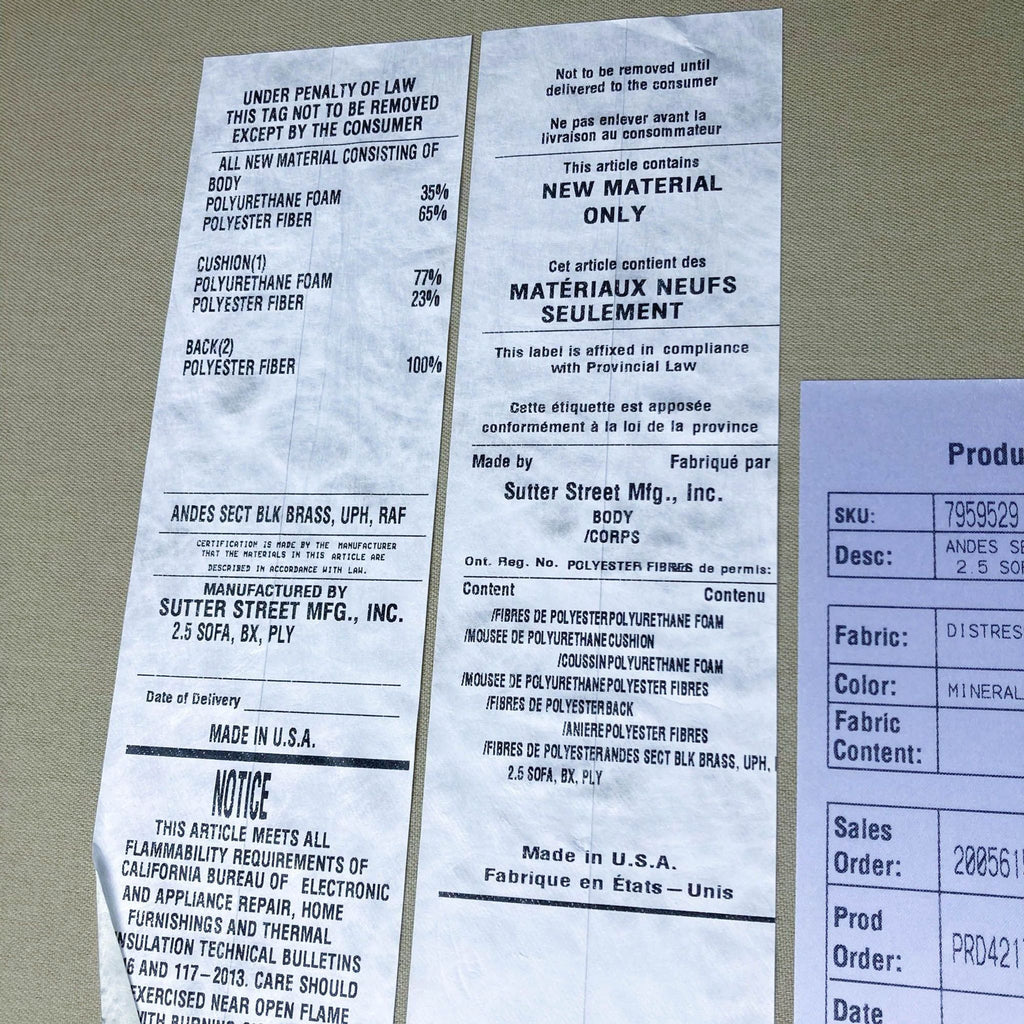 UNDER PENALTY OF LAW
THIS TAG NOT TO BE REMOVED
EXCEPT BY THE CONSUMER
ALL NEW MATERIAL CONSISTING OF
BODY
POLYURETHANE FOAM 35%
POLYESTER FIBER 65%
CUSHION(1)
POLYURETHANE FOAM 77%
POLYESTER FIBER 23%
BACK(2)
POLYESTER FIBER 100%
ANDES SECT BLK BRASS, UPH, RAF
CERTIFICATION IS MADE BY THE MANUFACTURER
THAT THE MATERIALS IN THIS ARTICLE ARE
DESCRIBED IN ACCORDANCE WITH LAW.
MANUFACTURED BY
SUTTER STREET MFG., INC.
2.5 SOFA, BX, PLY
Date of Delivery
MADE IN U.S.A.
NOTICE
THIS ARTICLE MEETS ALL
FLAMMABILITY REQUIREMENTS OF
CALIFORNIA BUREAU OF ELECTRONIC
AND APPLIANCE REPAIR, HOME
FURNISHINGS AND THERMAL
INSULATION TECHNICAL BULLETINS
6 AND 117-2013. CARE SHOULD
EXERCISED NEAR OPEN FLAME
WITH
Not to be removed until
delivered to the consumer
Ne pas enlever avant la
livraison au consommateur
This article contains
NEW MATERIAL
ONLY
Cet article contient des
MATÉRIAUX NEUFS
SEULEMENT
This label is affixed in compliance
with Provincial Law
Cette étiquette est apposée
conformément à la loi de la province
Made by Fabriqué par
Sutter Street Mfg., Inc.
BODY
/CORPS
Ont. Reg. No. POLYESTER FIBRES de permis:
Content Contenu
/FIBRES DE POLYESTERPOLYURETHANE FOAM
/MOUSEE DE POLYURETHANECUSHION
/COUSSINPOLYURETHANE FOAM
/MOUSEE DE POLYURETHANEPOLYESTER FIBRES
/FIBRES DE POLYESTERBACK
/ANIEREPOLYESTER FIBRES
/FIBRES DE POLYESTERANDES SECT BLK BRASS, UPH,
2.5 SOFA, BX, PLY
Made in U.S.A.
Fabrique en États-Unis
Produ
SKU: 7959529
Desc: ANDES SE
2.5 SOF
Fabric: DISTRES
Color: MINERAL
Fabric
Content:
Sales
Order: 200561
Prod
Order: PRD421
Date